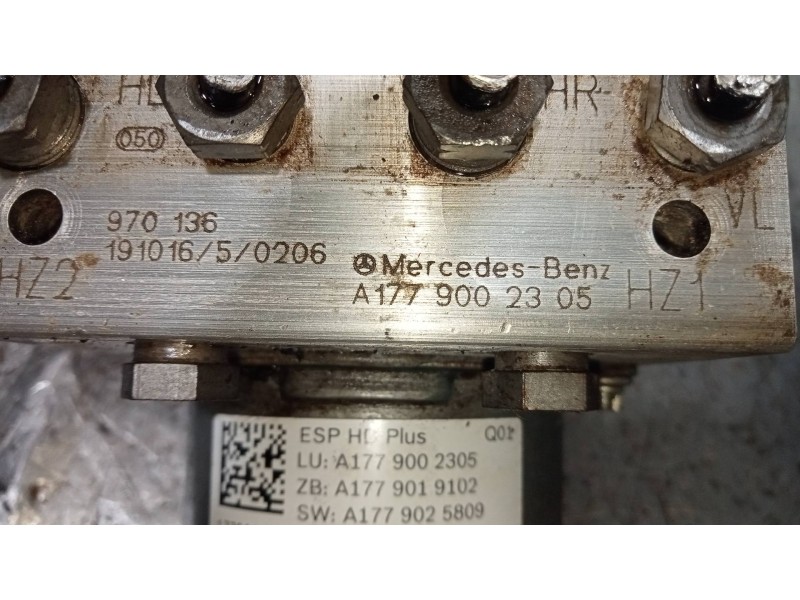 HL
HR
050
970 136
191016/5/0206
VL
HZ2
Mercedes-Benz
A177 900 23 05
HZ1
ESP HD Plus
Q01
LU: A177 900 2305
ZB: A177 901 9102
SW: A177 902 5809